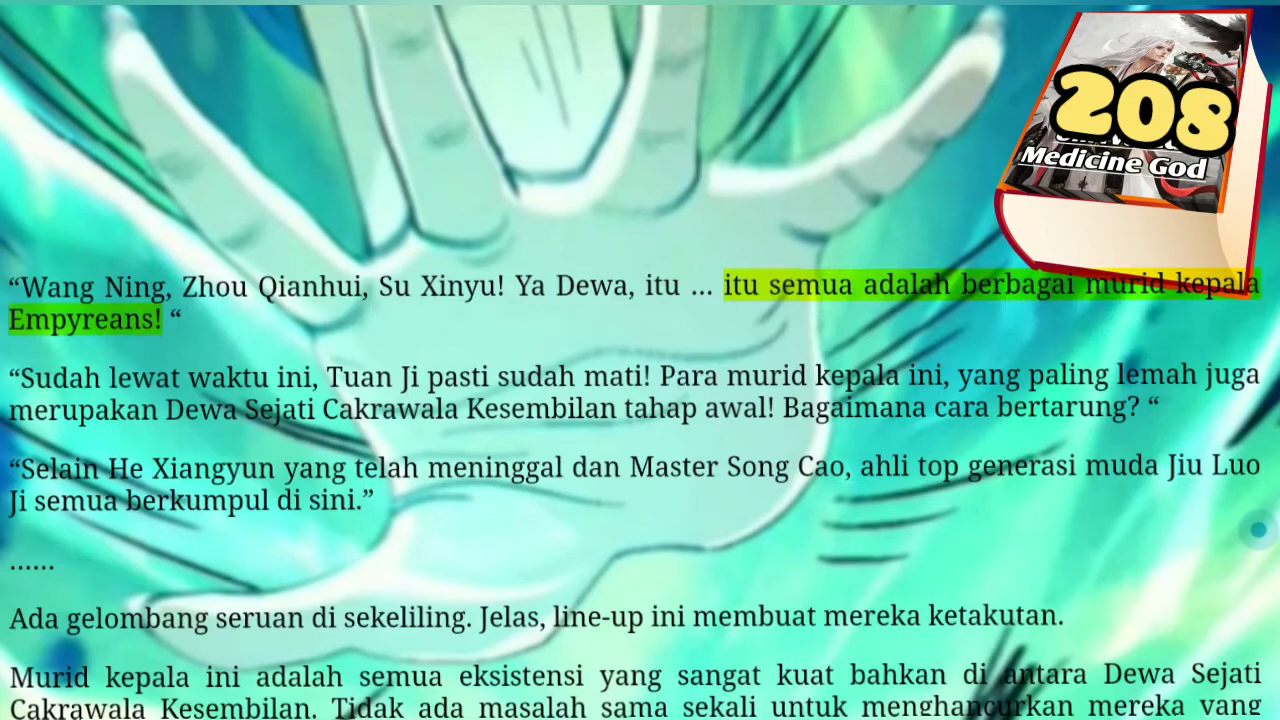 208
Medicine God
“Wang Ning, Zhou Qianhui, Su Xinyu! Ya Dewa, itu ... itu semua adalah berbagai murid kepala
Empyreans! “
“Sudah lewat waktu ini, Tuan Ji pasti sudah mati! Para murid kepala ini, yang paling lemah juga
merupakan Dewa Sejati Cakrawala Kesembilan tahap awal! Bagaimana cara bertarung? “
“Selain He Xiangyun yang telah meninggal dan Master Song Cao, ahli top generasi muda Jiu Luo
Ji semua berkumpul di sini.”
......
Ada gelombang seruan di sekeliling. Jelas, line-up ini membuat mereka ketakutan.
Murid kepala ini adalah semua eksistensi yang sangat kuat bahkan di antara Dewa Sejati
Cakrawala Kesembilan. Tidak ada masalah sama sekali untuk menghancurkan mereka yang